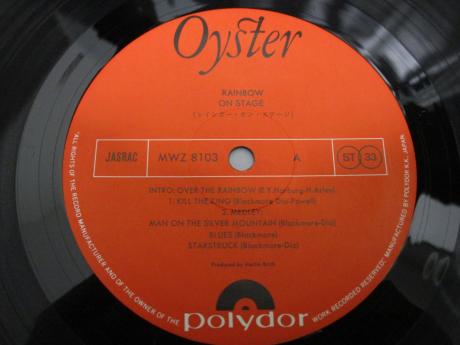 Oyster
RAINBOW
ON STAGE
(レインボー・オン・ステージ)
JASRAC
MWZ 8103
A
ST 33
INTRO: OVER THE RAINBOW (E.Y.Harburg-H.Arlen)
1. KILL THE KING (Blackmore-Dio-Powell)
2. MEDLEY:
MAN ON THE SILVER MOUNTAIN (Blackmore-Dio)
BLUES (Blackmore)
STARSTRUCK (Blackmore-Dio)
Produced by Martin Birch
polydor
"ALL RIGHTS OF THE RECORD MANUFACTURER AND OF THE OWNER OF THE WORK RECORDED RESERVED" MANUFACTURED BY POLYDOR K.K. JAPAN